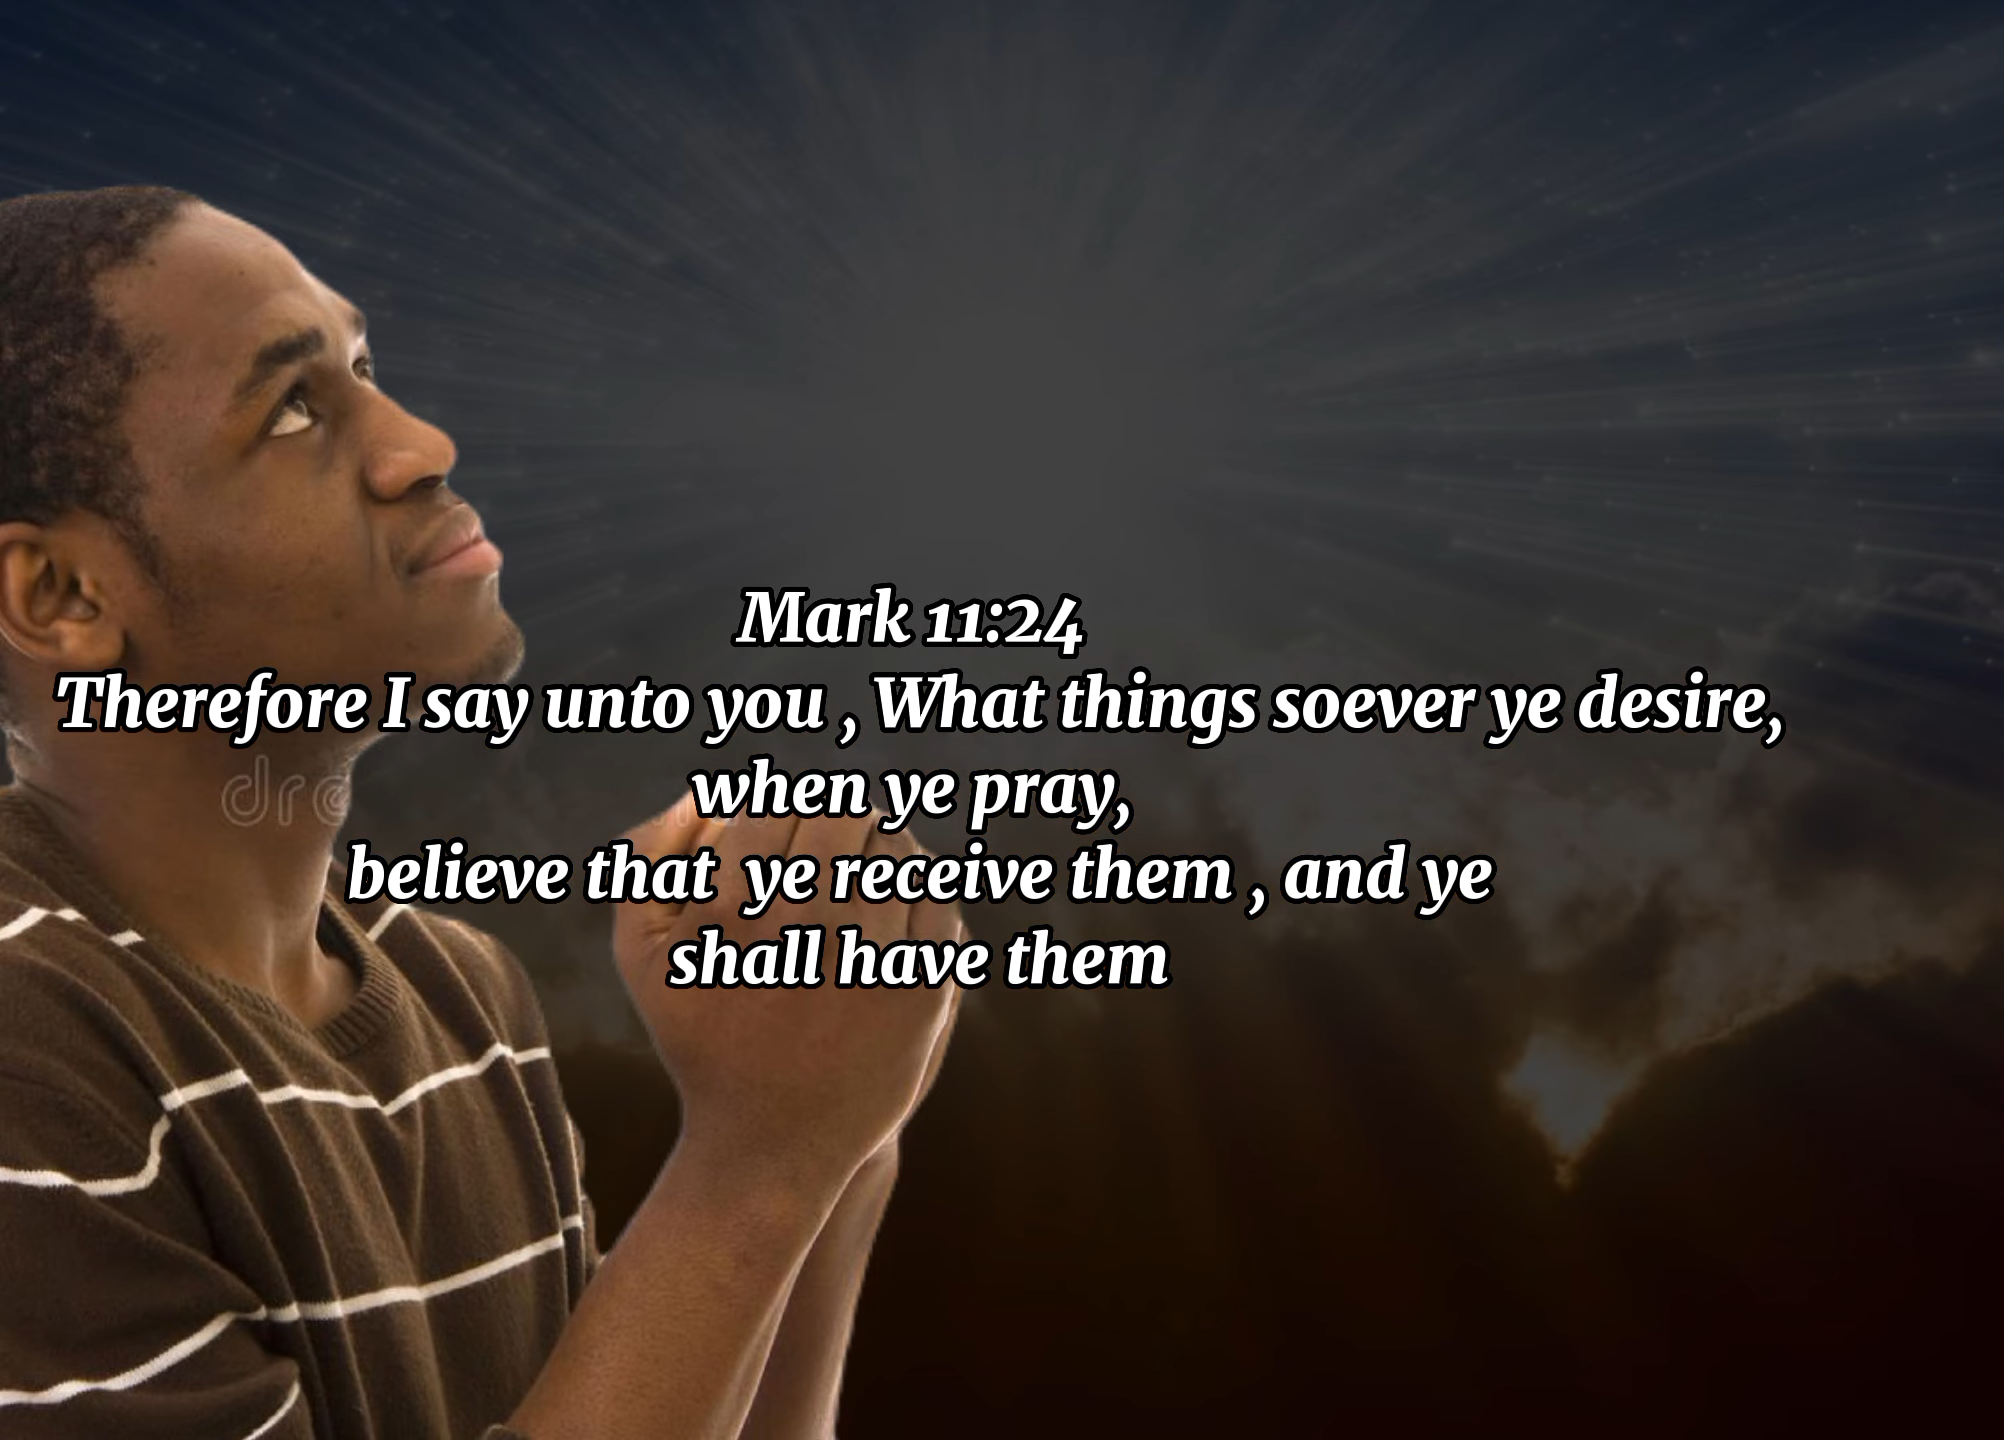 Mark 11:24
Therefore I say unto you , What things soever ye desire,
when ye pray,
believe that  ye receive them , and ye
shall have them
dre